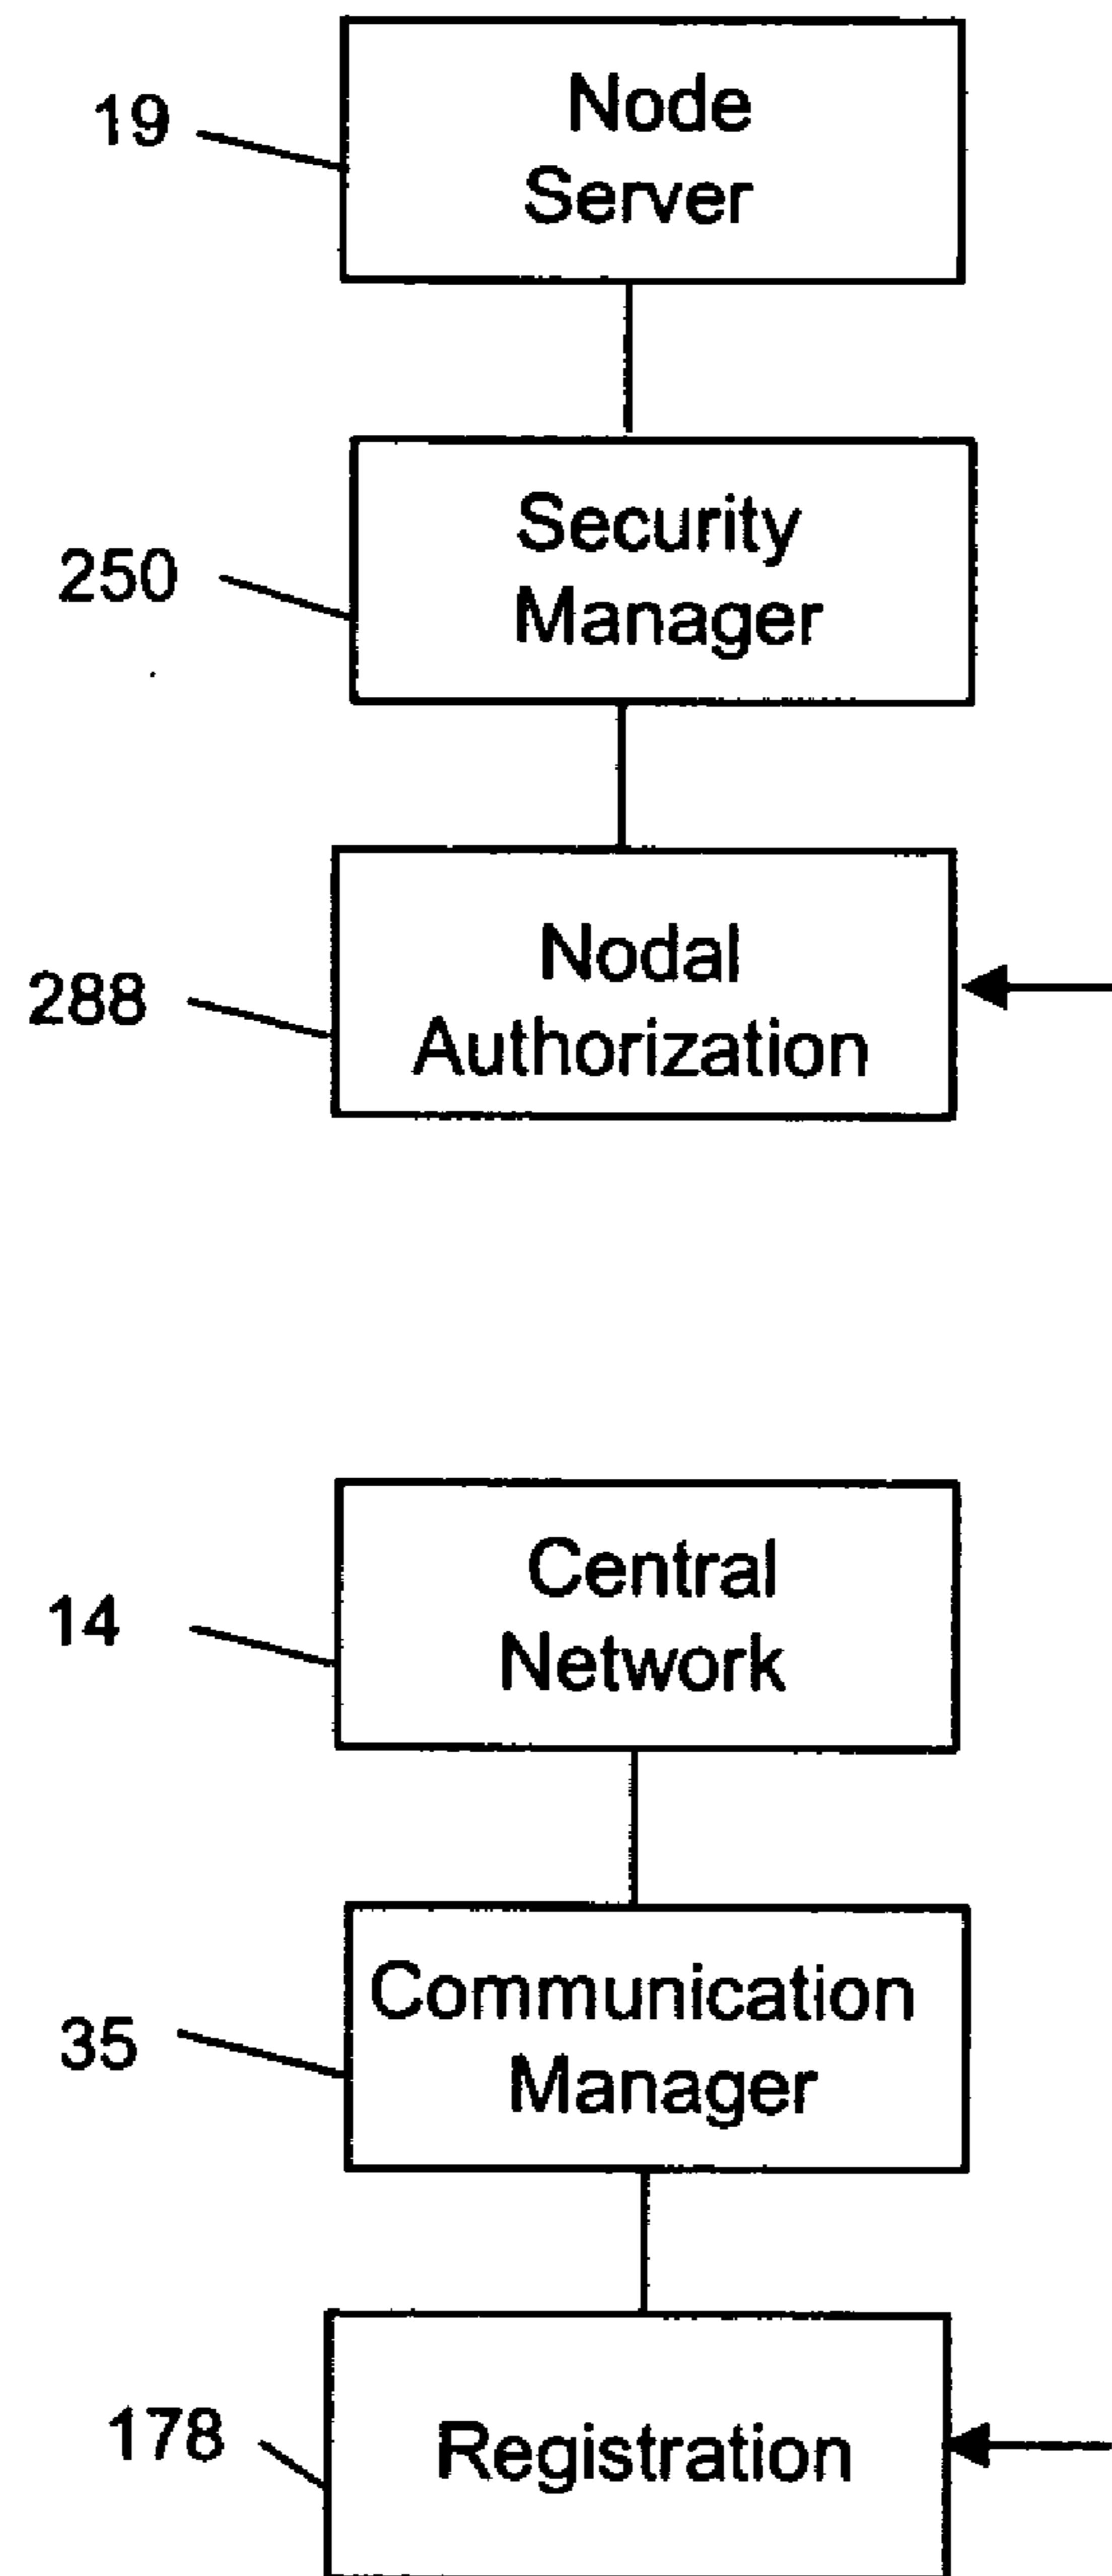 19
Node
Server
250
Security
Manager
288
Nodal
Authorization
14
Central
Network
35
Communication
Manager
178
Registration